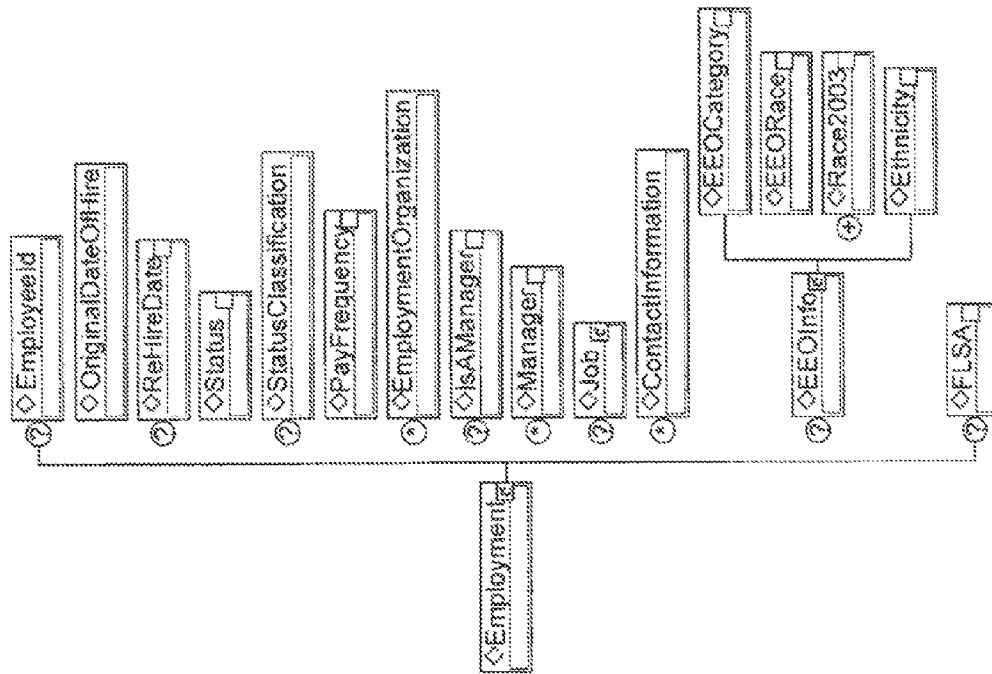 Employment
EmployeeId
OriginalDateOfHire
ReHireDate
Status
StatusClassification
PayFrequency
EmploymentOrganization
IsAManager
Manager
Job
ContactInformation
EEOInfo
EEOCategory
EEORace
Race2003
Ethnicity
FLSA